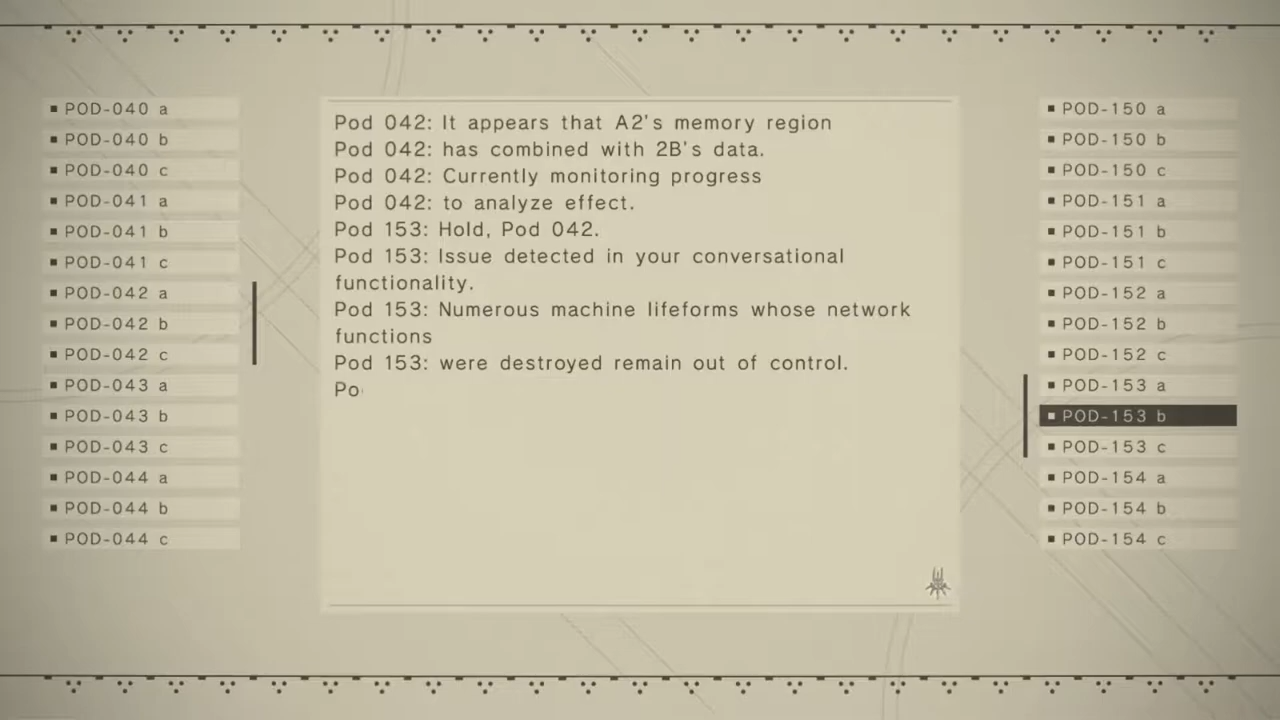 POD-040 a
POD-040 b
POD-040 c
POD-041 a
POD-041 b
POD-041 c
POD-042 a
POD-042 b
POD-042 c
POD-043 a
POD-043 b
POD-043 c
POD-044 a
POD-044 b
POD-044 c
Pod 042: It appears that A2's memory region
Pod 042: has combined with 2B's data.
Pod 042: Currently monitoring progress
Pod 042: to analyze effect.
Pod 153: Hold, Pod 042.
Pod 153: Issue detected in your conversational
functionality.
Pod 153: Numerous machine lifeforms whose network
functions
Pod 153: were destroyed remain out of control.
Po
POD-150 a
POD-150 b
POD-150 c
POD-151 a
POD-151 b
POD-151 c
POD-152 a
POD-152 b
POD-152 c
POD-153 a
POD-153 b
POD-153 c
POD-154 a
POD-154 b
POD-154 c